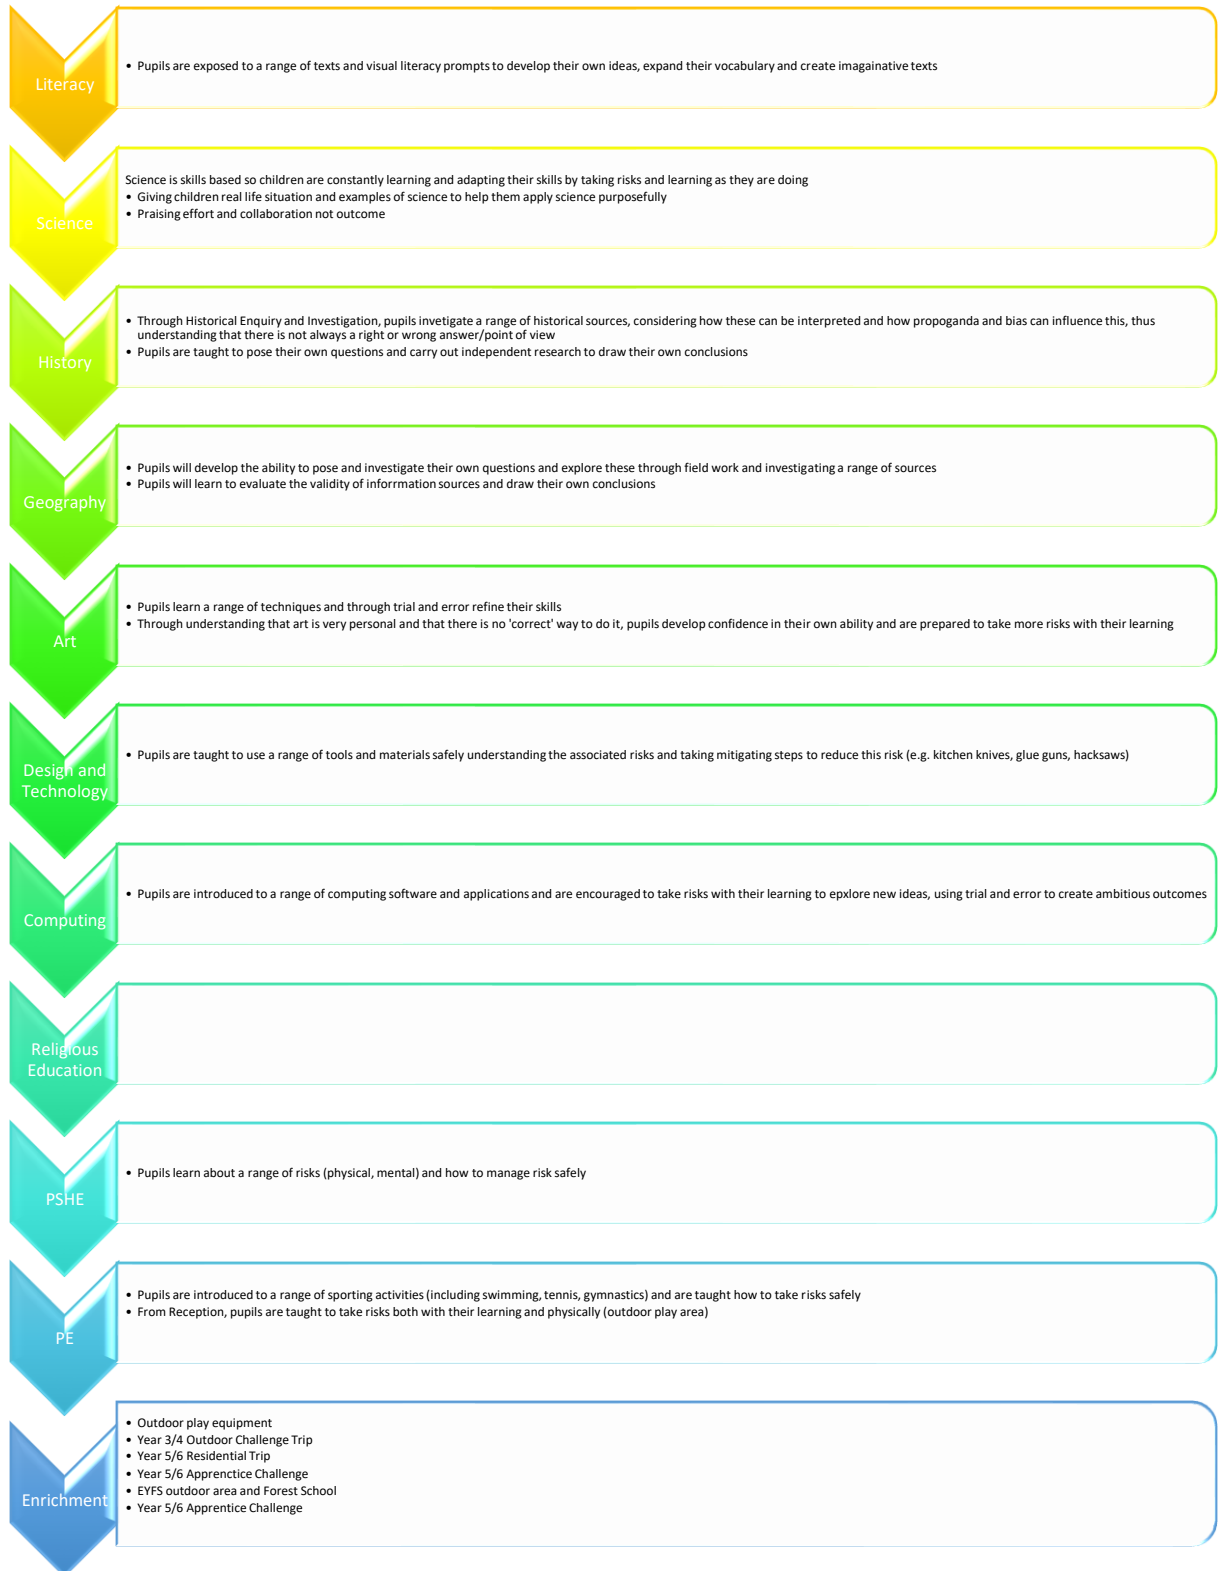 Literacy
• Pupils are exposed to a range of texts and visual literacy prompts to develop their own ideas, expand their vocabulary and create imagainative texts
Science
Science is skills based so children are constantly learning and adapting their skills by taking risks and learning as they are doing
• Giving children real life situation and examples of science to help them apply science purposefully
• Praising effort and collaboration not outcome
History
• Through Historical Enquiry and Investigation, pupils invetigate a range of historical sources, considering how these can be interpreted and how propoganda and bias can influence this, thus
understanding that there is not always a right or wrong answer/point of view
• Pupils are taught to pose their own questions and carry out independent research to draw their own conclusions
Geography
• Pupils will develop the ability to pose and investigate their own questions and explore these through field work and investigating a range of sources
• Pupils will learn to evaluate the validity of inforrmation sources and draw their own conclusions
Art
• Pupils learn a range of techniques and through trial and error refine their skills
• Through understanding that art is very personal and that there is no 'correct' way to do it, pupils develop confidence in their own ability and are prepared to take more risks with their learning
Design and
Technology
• Pupils are taught to use a range of tools and materials safely understanding the associated risks and taking mitigating steps to reduce this risk (e.g. kitchen knives, glue guns, hacksaws)
Computing
• Pupils are introduced to a range of computing software and applications and are encouraged to take risks with their learning to epxlore new ideas, using trial and error to create ambitious outcomes
Religious
Education
PSHE
• Pupils learn about a range of risks (physical, mental) and how to manage risk safely
PE
• Pupils are introduced to a range of sporting activities (including swimming, tennis, gymnastics) and are taught how to take risks safely
• From Reception, pupils are taught to take risks both with their learning and physically (outdoor play area)
Enrichment
• Outdoor play equipment
• Year 3/4 Outdoor Challenge Trip
• Year 5/6 Residential Trip
• Year 5/6 Apprenctice Challenge
• EYFS outdoor area and Forest School
• Year 5/6 Apprentice Challenge